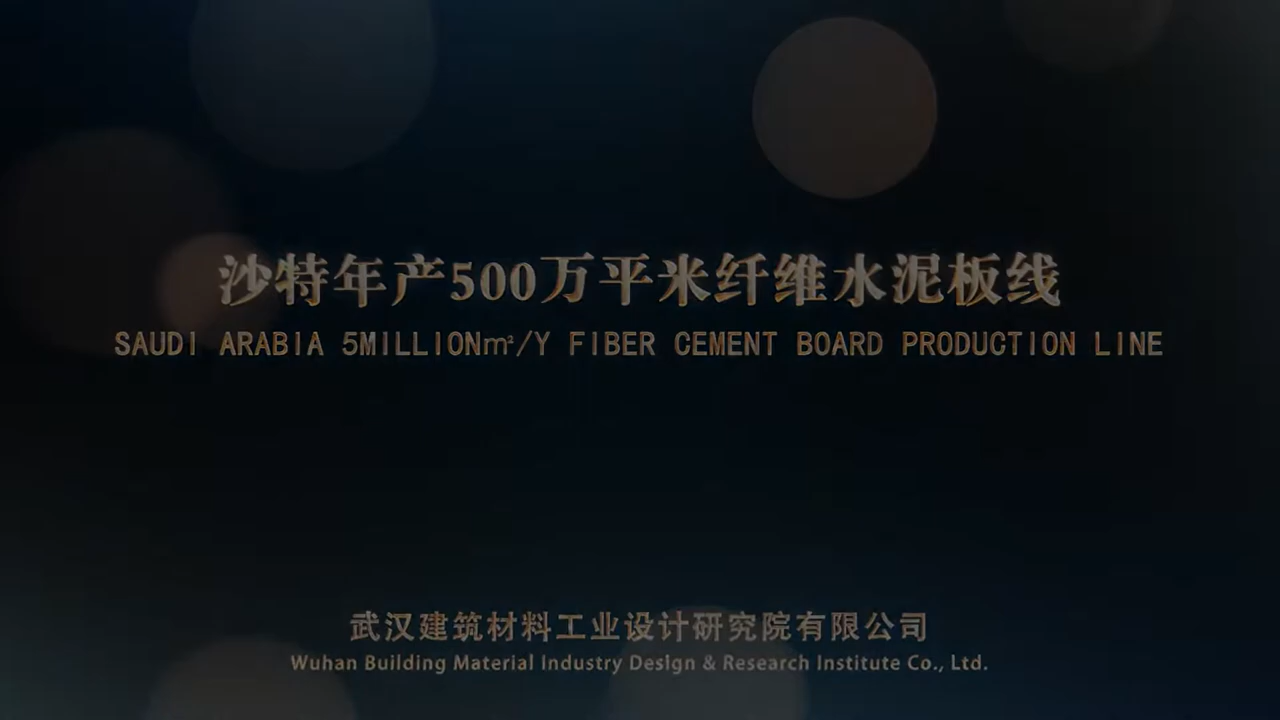 沙特年产500万平米纤维水泥板线
SAUDI ARABIA 5MILLION㎡/Y FIBER CEMENT BOARD PRODUCTION LINE
武汉建筑材料工业设计研究院有限公司
Wuhan Building Material Industry Design & Research Institute Co., Ltd.